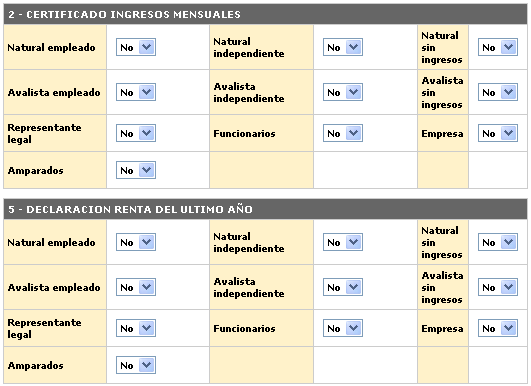 2 - CERTIFICADO INGRESOS MENSUALES
Natural empleado No Natural independiente No Natural sin ingresos No
Avalista empleado No Avalista independiente No Avalista sin ingresos No
Representante legal No Funcionarios No Empresa No
Amparados No
5 - DECLARACION RENTA DEL ULTIMO AÑO
Natural empleado No Natural independiente No Natural sin ingresos No
Avalista empleado No Avalista independiente No Avalista sin ingresos No
Representante legal No Funcionarios No Empresa No
Amparados No